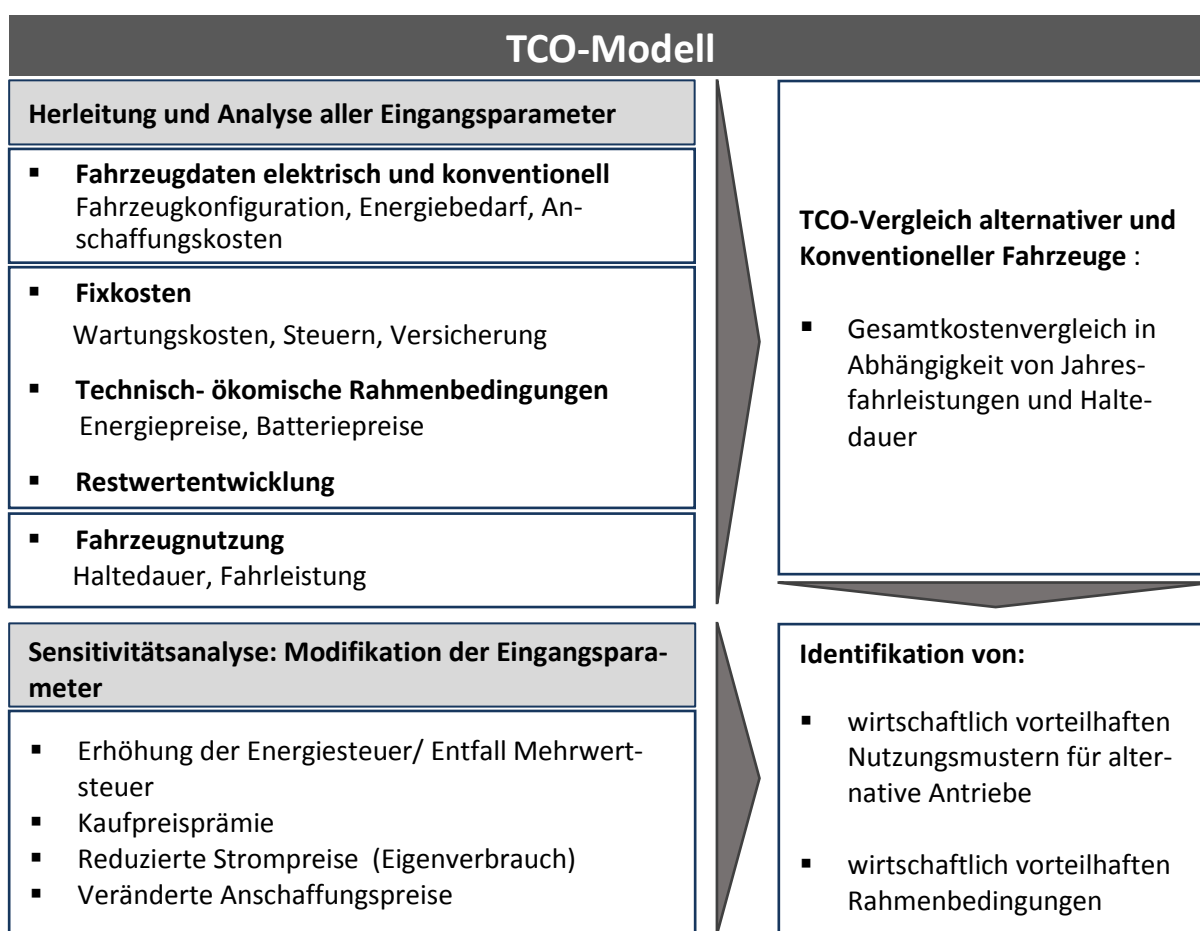 TCO-Modell
Herleitung und Analyse aller Eingangsparameter
▪ Fahrzeugdaten elektrisch und konventionell
Fahrzeugkonfiguration, Energiebedarf, An-
schaffungskosten
▪ Fixkosten
Wartungskosten, Steuern, Versicherung
▪ Technisch- ökomische Rahmenbedingungen
Energiepreise, Batteriepreise
▪ Restwertentwicklung
▪ Fahrzeugnutzung
Haltedauer, Fahrleistung
TCO-Vergleich alternativer und
Konventioneller Fahrzeuge :
▪ Gesamtkostenvergleich in
Abhängigkeit von Jahres-
fahrleistungen und Halte-
dauer
Sensitivitätsanalyse: Modifikation der Eingangspara-
meter
▪ Erhöhung der Energiesteuer/ Entfall Mehrwert-
steuer
▪ Kaufpreisprämie
▪ Reduzierte Strompreise (Eigenverbrauch)
▪ Veränderte Anschaffungspreise
Identifikation von:
▪ wirtschaftlich vorteilhaften
Nutzungsmustern für alter-
native Antriebe
▪ wirtschaftlich vorteilhaften
Rahmenbedingungen